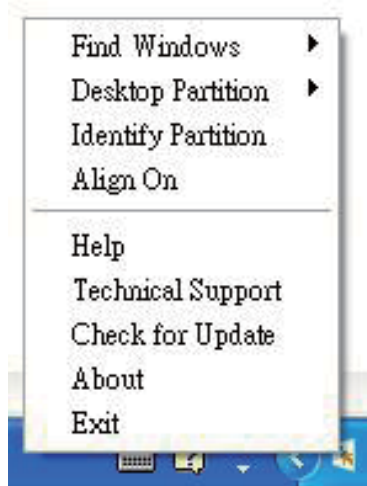 Find Windows
Desktop Partition
Identify Partition
Align On
Help
Technical Support
Check for Update
About
Exit